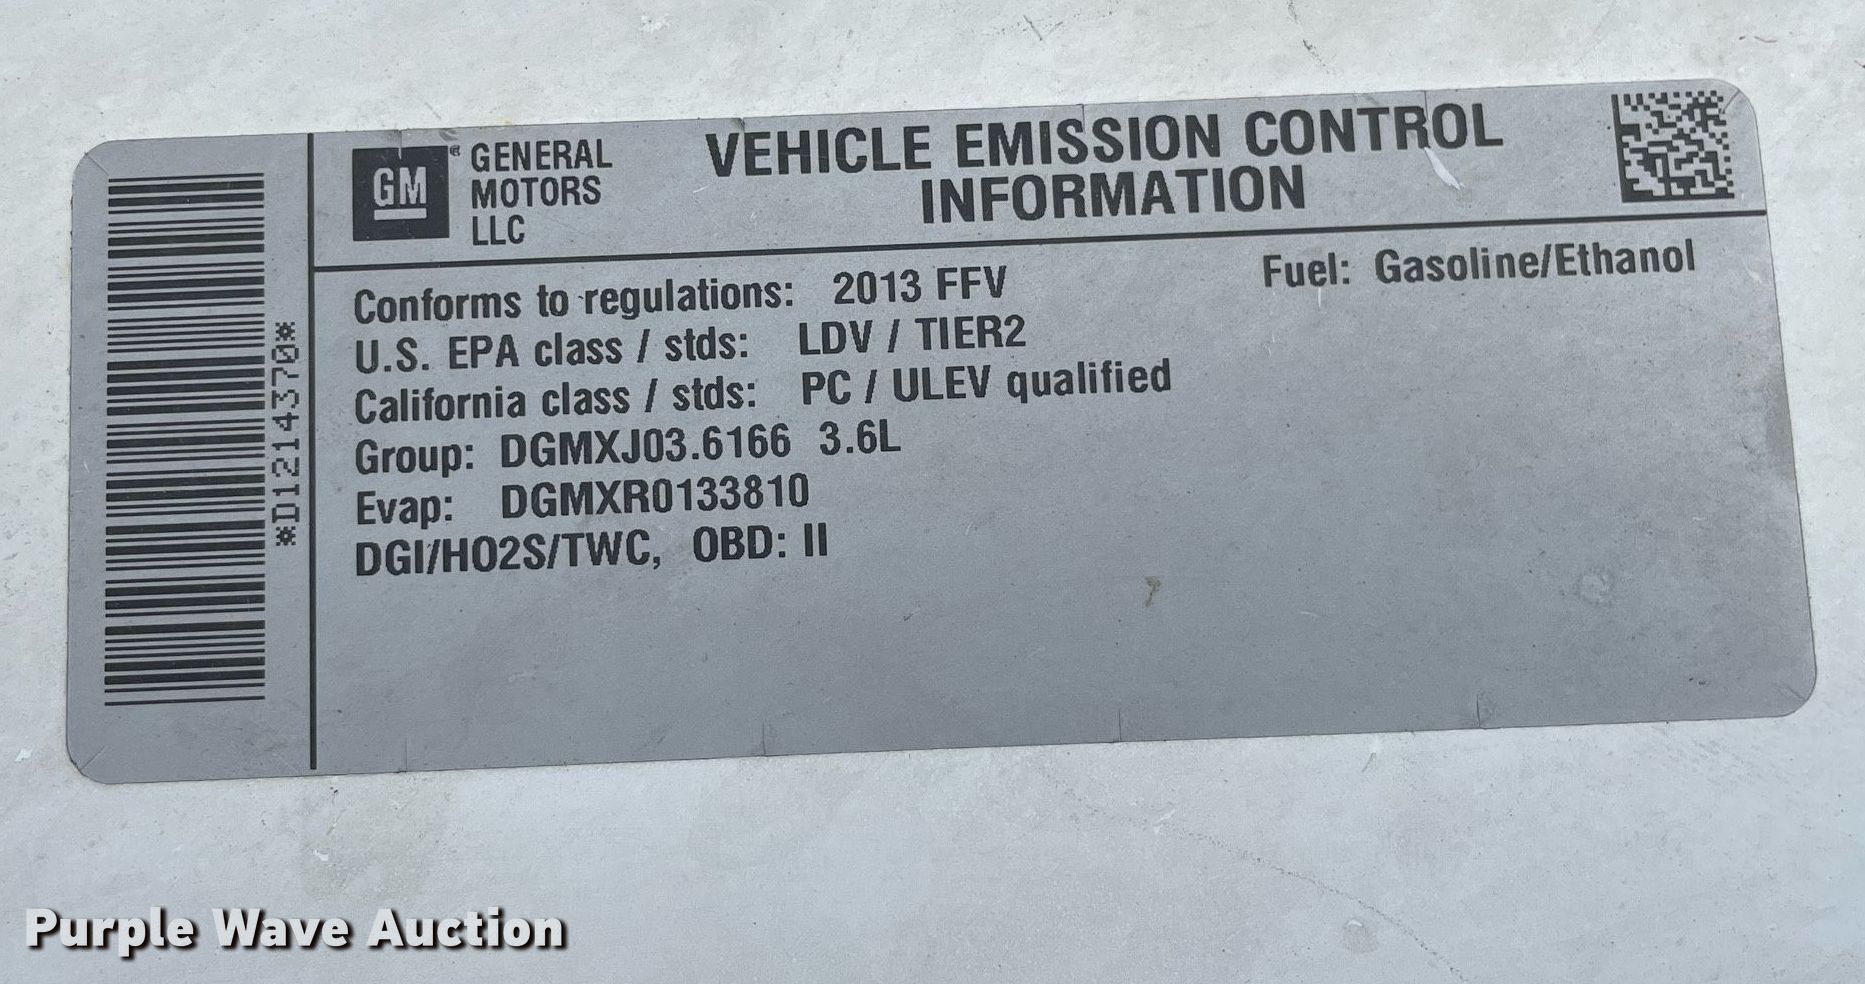 GM
®
GENERAL
MOTORS
LLC
VEHICLE EMISSION CONTROL
INFORMATION
Conforms to regulations: 2013 FFV
Fuel: Gasoline/Ethanol
U.S. EPA class / stds: LDV / TIER2
California class / stds: PC / ULEV qualified
Group: DGMXJ03.6166 3.6L
Evap: DGMXR0133810
DGI/HO2S/TWC, OBD: II
*D12144370*
Purple Wave Auction